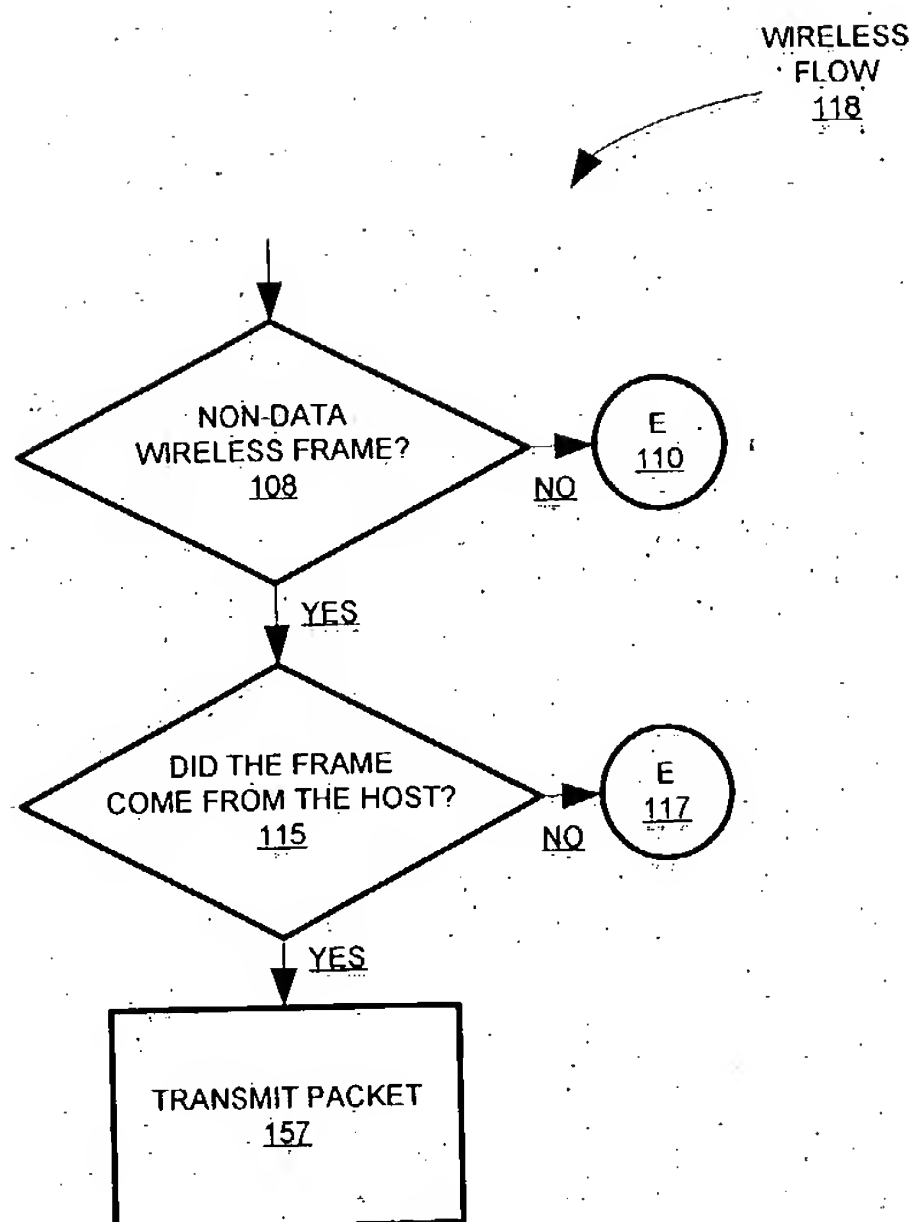 WIRELESS
FLOW
118
NON-DATA
WIRELESS FRAME?
108
E
110
NO
YES
DID THE FRAME
COME FROM THE HOST?
115
E
117
NO
YES
TRANSMIT PACKET
157